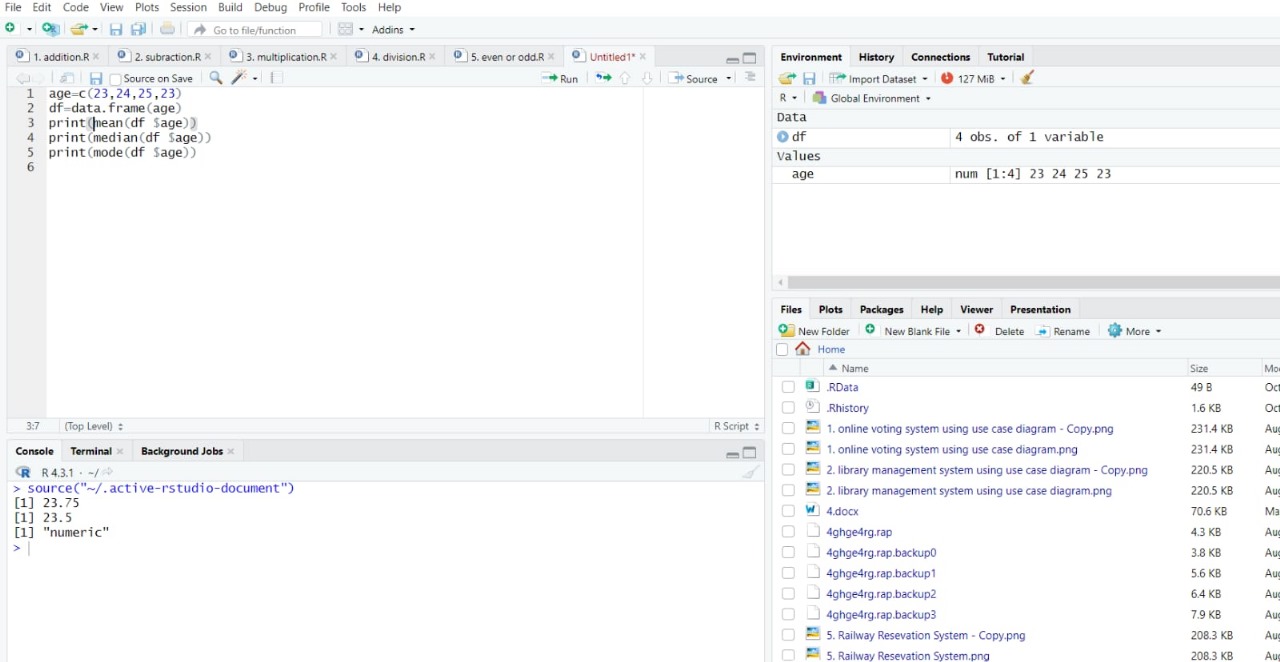 File Edit Code View Plots Session Build Debug Profile Tools Help
Go to file/function Addins
1. addition.R 2. subraction.R 3. multiplication.R 4. division.R 5. even or odd.R Untitled1*
Source on Save Run Source
1 age=c(23,24,25,23)
2 df=data.frame(age)
3 print(mean(df $age))
4 print(median(df $age))
5 print(mode(df $age))
6
3:7 (Top Level) R Script
Console Terminal Background Jobs
R 4.3.1 · ~/
> source("~/.active-rstudio-document")
[1] 23.75
[1] 23.5
[1] "numeric"
>
Environment History Connections Tutorial
Import Dataset 127 MiB
R Global Environment
Data
df 4 obs. of 1 variable
Values
age num [1:4] 23 24 25 23
Files Plots Packages Help Viewer Presentation
New Folder New Blank File Delete Rename More
Home
Name Size Mo
.RData 49 B Oct
.Rhistory 1.6 KB Oct
1. online voting system using use case diagram - Copy.png 231.4 KB Aug
1. online voting system using use case diagram.png 231.4 KB Aug
2. library management system using use case diagram - Copy.png 220.5 KB Aug
2. library management system using use case diagram.png 220.5 KB Aug
4.docx 70.6 KB Ma
4ghge4rg.rap 4.3 KB Aug
4ghge4rg.rap.backup0 3.8 KB Aug
4ghge4rg.rap.backup1 5.6 KB Aug
4ghge4rg.rap.backup2 6.4 KB Aug
4ghge4rg.rap.backup3 7.9 KB Aug
5. Railway Resevation System - Copy.png 208.3 KB Aug
5. Railway Resevation System.png 208.3 KB Aug